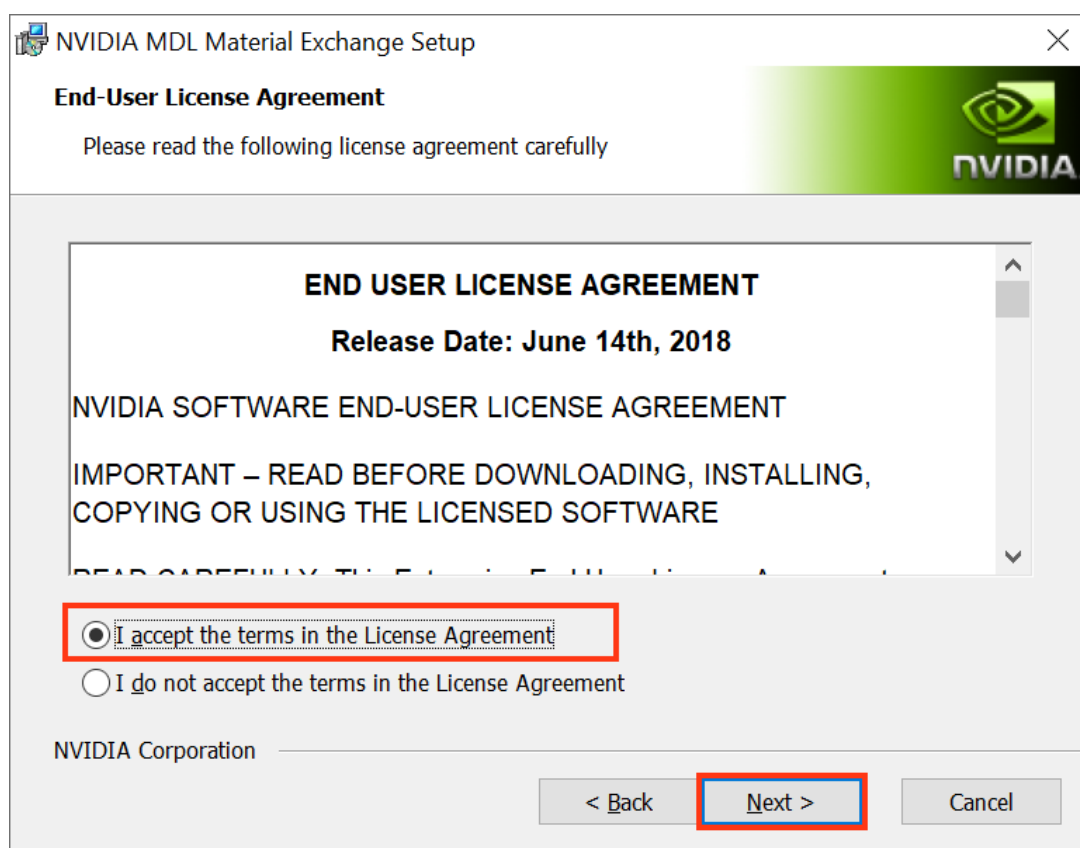 NVIDIA MDL Material Exchange Setup
End-User License Agreement
Please read the following license agreement carefully
NVIDIA
END USER LICENSE AGREEMENT
Release Date: June 14th, 2018
NVIDIA SOFTWARE END-USER LICENSE AGREEMENT
IMPORTANT – READ BEFORE DOWNLOADING, INSTALLING,
COPYING OR USING THE LICENSED SOFTWARE
READ CAREFULLY: This
I accept the terms in the License Agreement
I do not accept the terms in the License Agreement
NVIDIA Corporation
< Back
Next >
Cancel